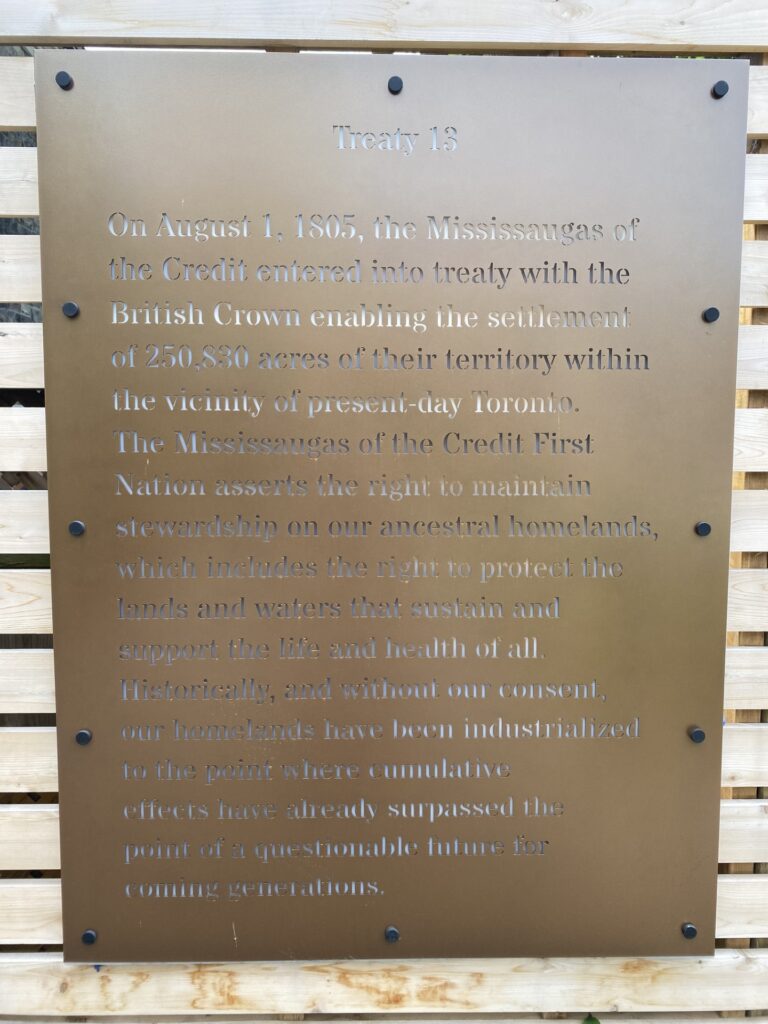 Treaty 13
On August 1, 1805, the Mississaugas of
the Credit entered into treaty with the
British Crown enabling the settlement
of 250,830 acres of their territory within
the vicinity of present-day Toronto.
The Mississaugas of the Credit First
Nation asserts the right to maintain
stewardship on our ancestral homelands,
which includes the right to protect the
lands and waters that sustain and
support the life and health of all.
Historically, and without our consent,
our homelands have been industrialized
to the point where cumulative
effects have already surpassed the
point of a questionable future for
coming generations.